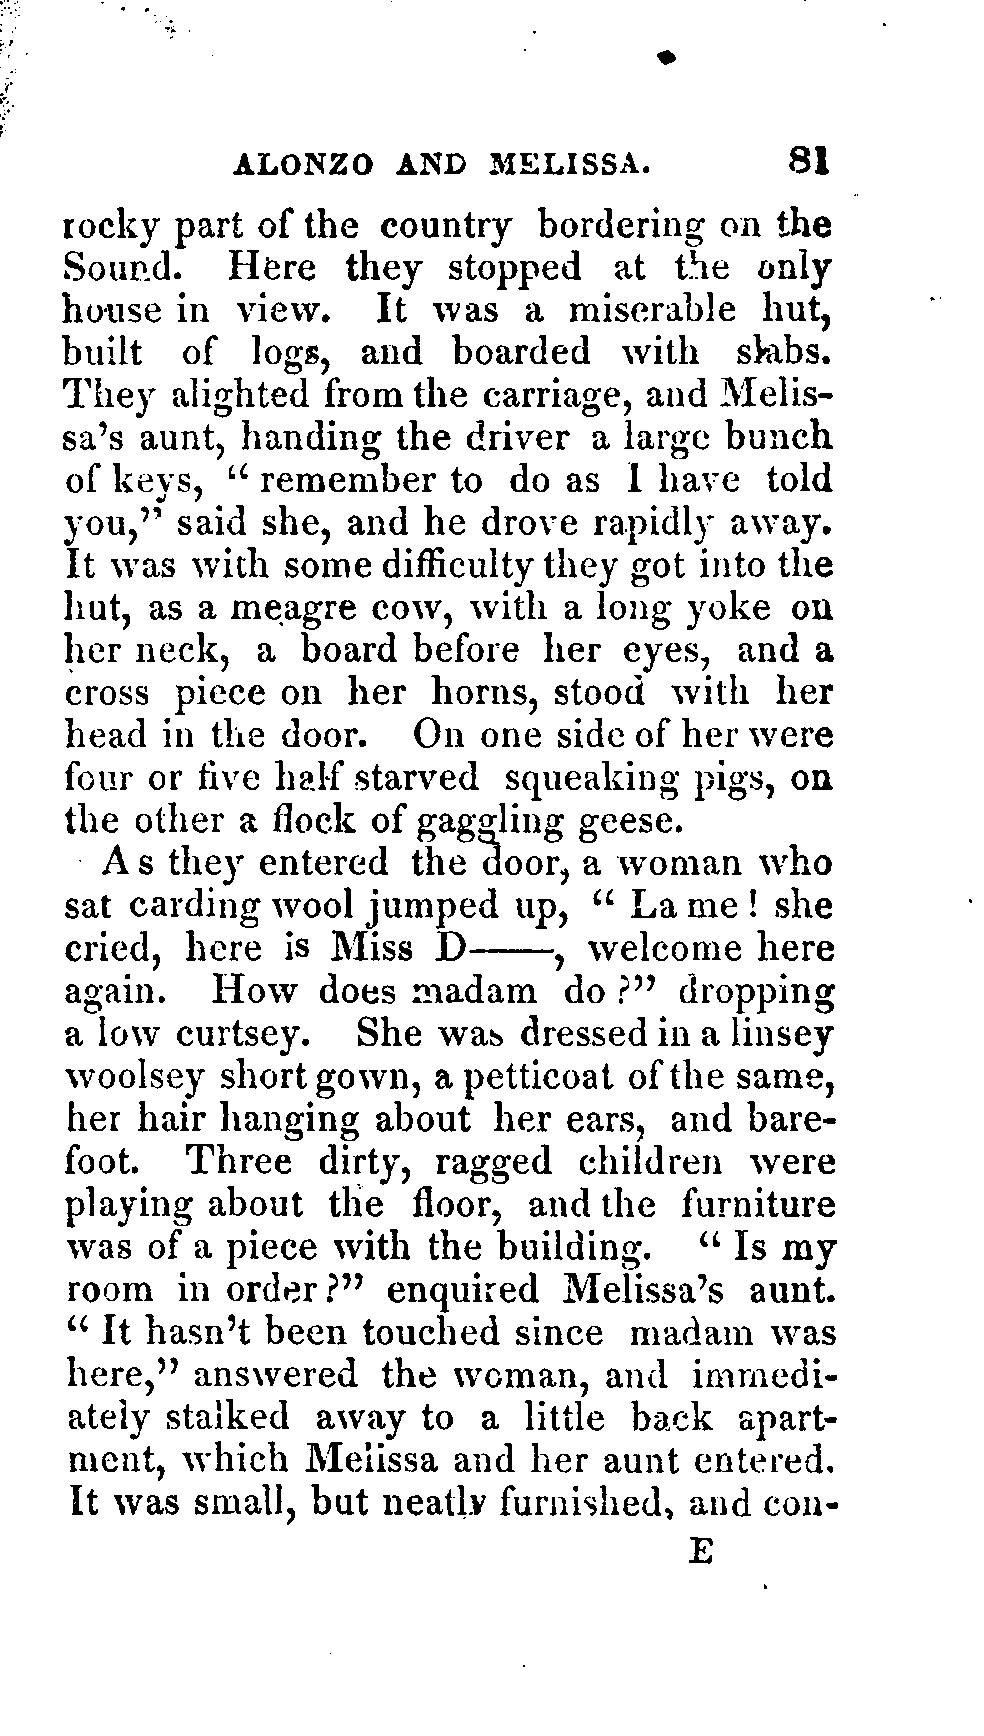 ALONZO AND MELISSA. 81
rocky part of the country bordering on the
Sound. Here they stopped at the only
house in view. It was a miserable hut,
built of logs, and boarded with slabs.
They alighted from the carriage, and Melis-
sa's aunt, handing the driver a large bunch
of keys, “ remember to do as I have told
you,” said she, and he drove rapidly away.
It was with some difficulty they got into the
hut, as a meagre cow, with a long yoke on
her neck, a board before her eyes, and a
cross piece on her horns, stood with her
head in the door. On one side of her were
four or five half starved squeaking pigs, on
the other a flock of gaggling geese.
As they entered the door, a woman who
sat carding wool jumped up, “ La me ! she
cried, here is Miss D——, welcome here
again. How does madam do ?” dropping
a low curtsey. She was dressed in a linsey
woolsey short gown, a petticoat of the same,
her hair hanging about her ears, and bare-
foot. Three dirty, ragged children were
playing about the floor, and the furniture
was of a piece with the building. “ Is my
room in order ?” enquired Melissa's aunt.
“ It hasn't been touched since madam was
here,” answered the woman, and immedi-
ately stalked away to a little back apart-
ment, which Melissa and her aunt entered.
It was small, but neatly furnished, and con-
E